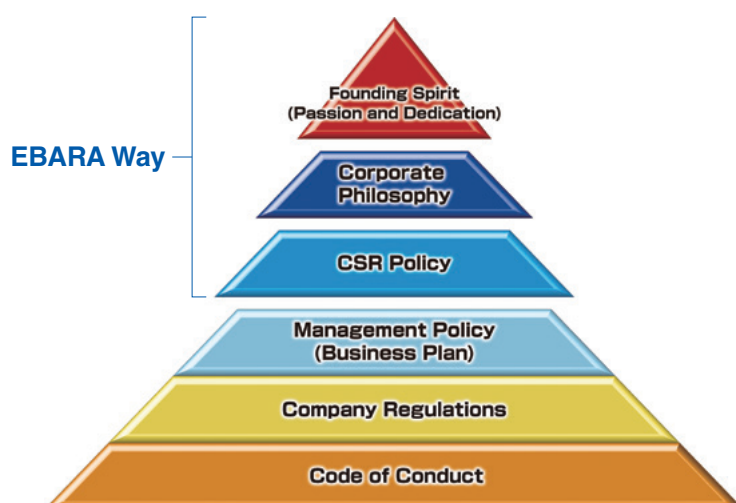 Founding Spirit
(Passion and Dedication)
EBARA Way
Corporate
Philosophy
CSR Policy
Management Policy
(Business Plan)
Company Regulations
Code of Conduct